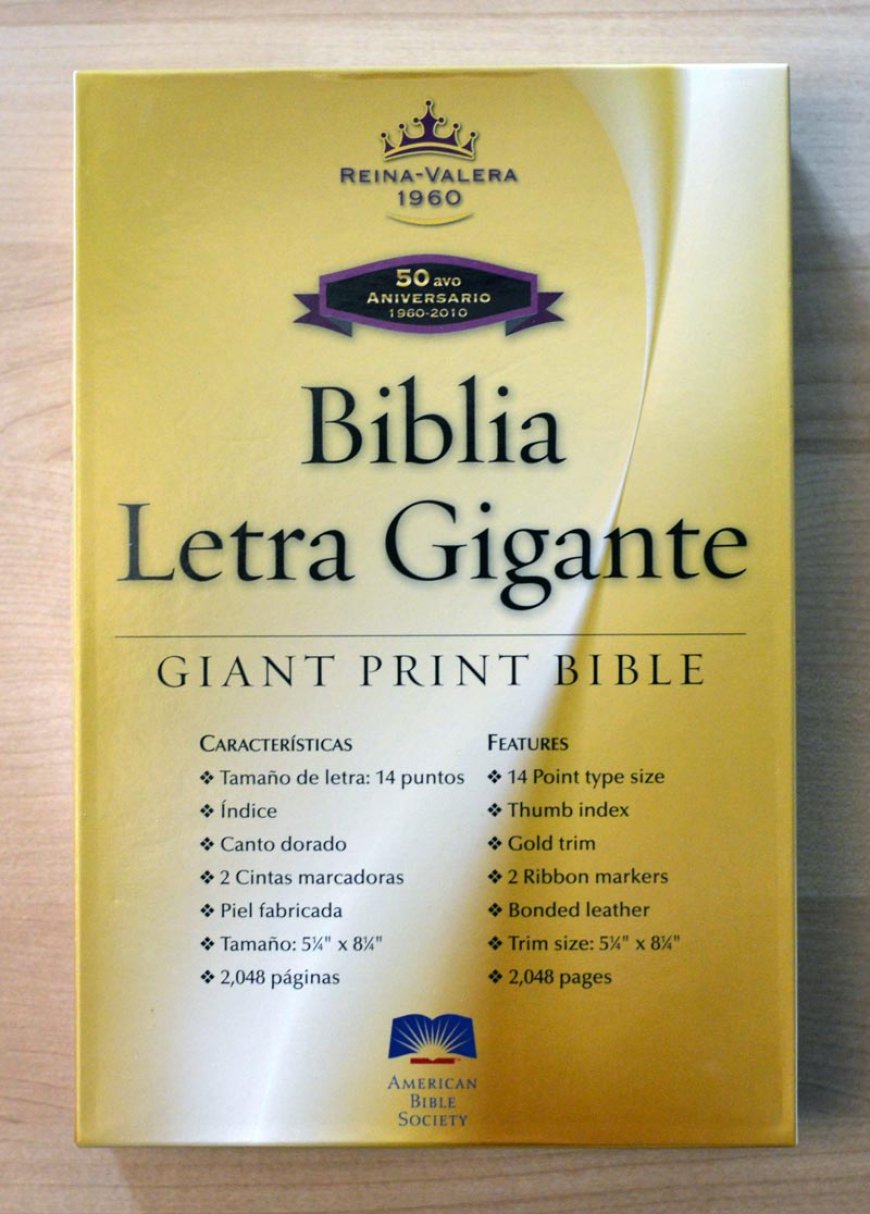 REINA-VALERA
1960
50 avo
ANIVERSARIO
1960-2010
Biblia
Letra Gigante
GIANT PRINT BIBLE
CARACTERÍSTICAS
❖ Tamaño de letra: 14 puntos
❖ Índice
❖ Canto dorado
❖ 2 Cintas marcadoras
❖ Piel fabricada
❖ Tamaño: 5¼" x 8¼"
❖ 2,048 páginas
FEATURES
❖ 14 Point type size
❖ Thumb index
❖ Gold trim
❖ 2 Ribbon markers
❖ Bonded leather
❖ Trim size: 5¼" x 8¼"
❖ 2,048 pages
AMERICAN
BIBLE
SOCIETY